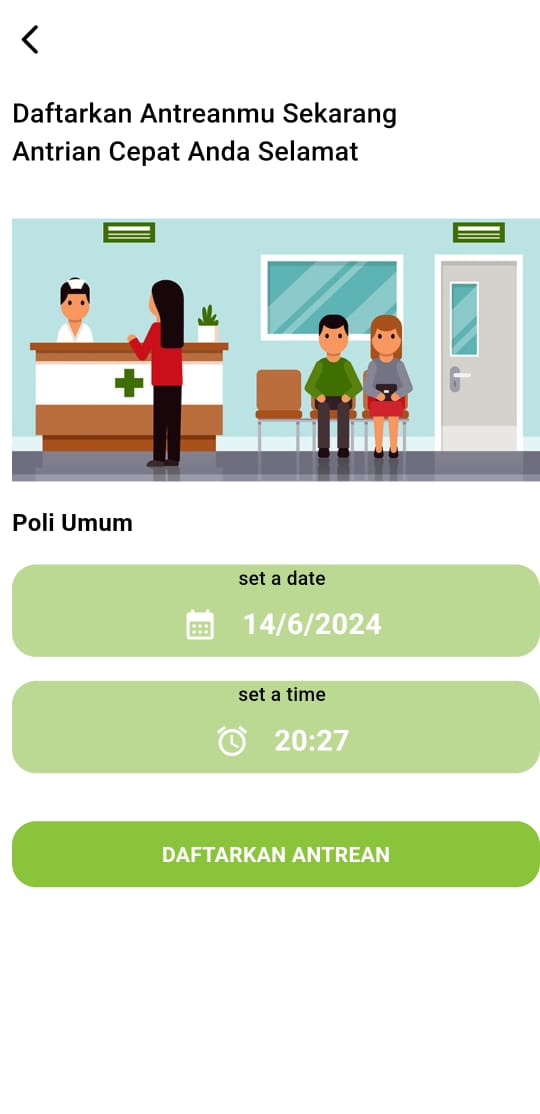 Daftarkan Antreanmu Sekarang
Antrian Cepat Anda Selamat
Poli Umum
set a date
14/6/2024
set a time
20:27
DAFTARKAN ANTREAN